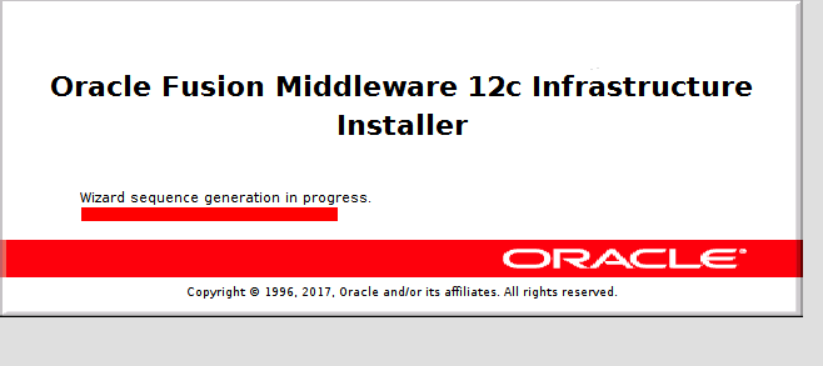 Oracle Fusion Middleware 12c Infrastructure
Installer
Wizard sequence generation in progress.
ORACLE®
Copyright © 1996, 2017, Oracle and/or its affiliates. All rights reserved.